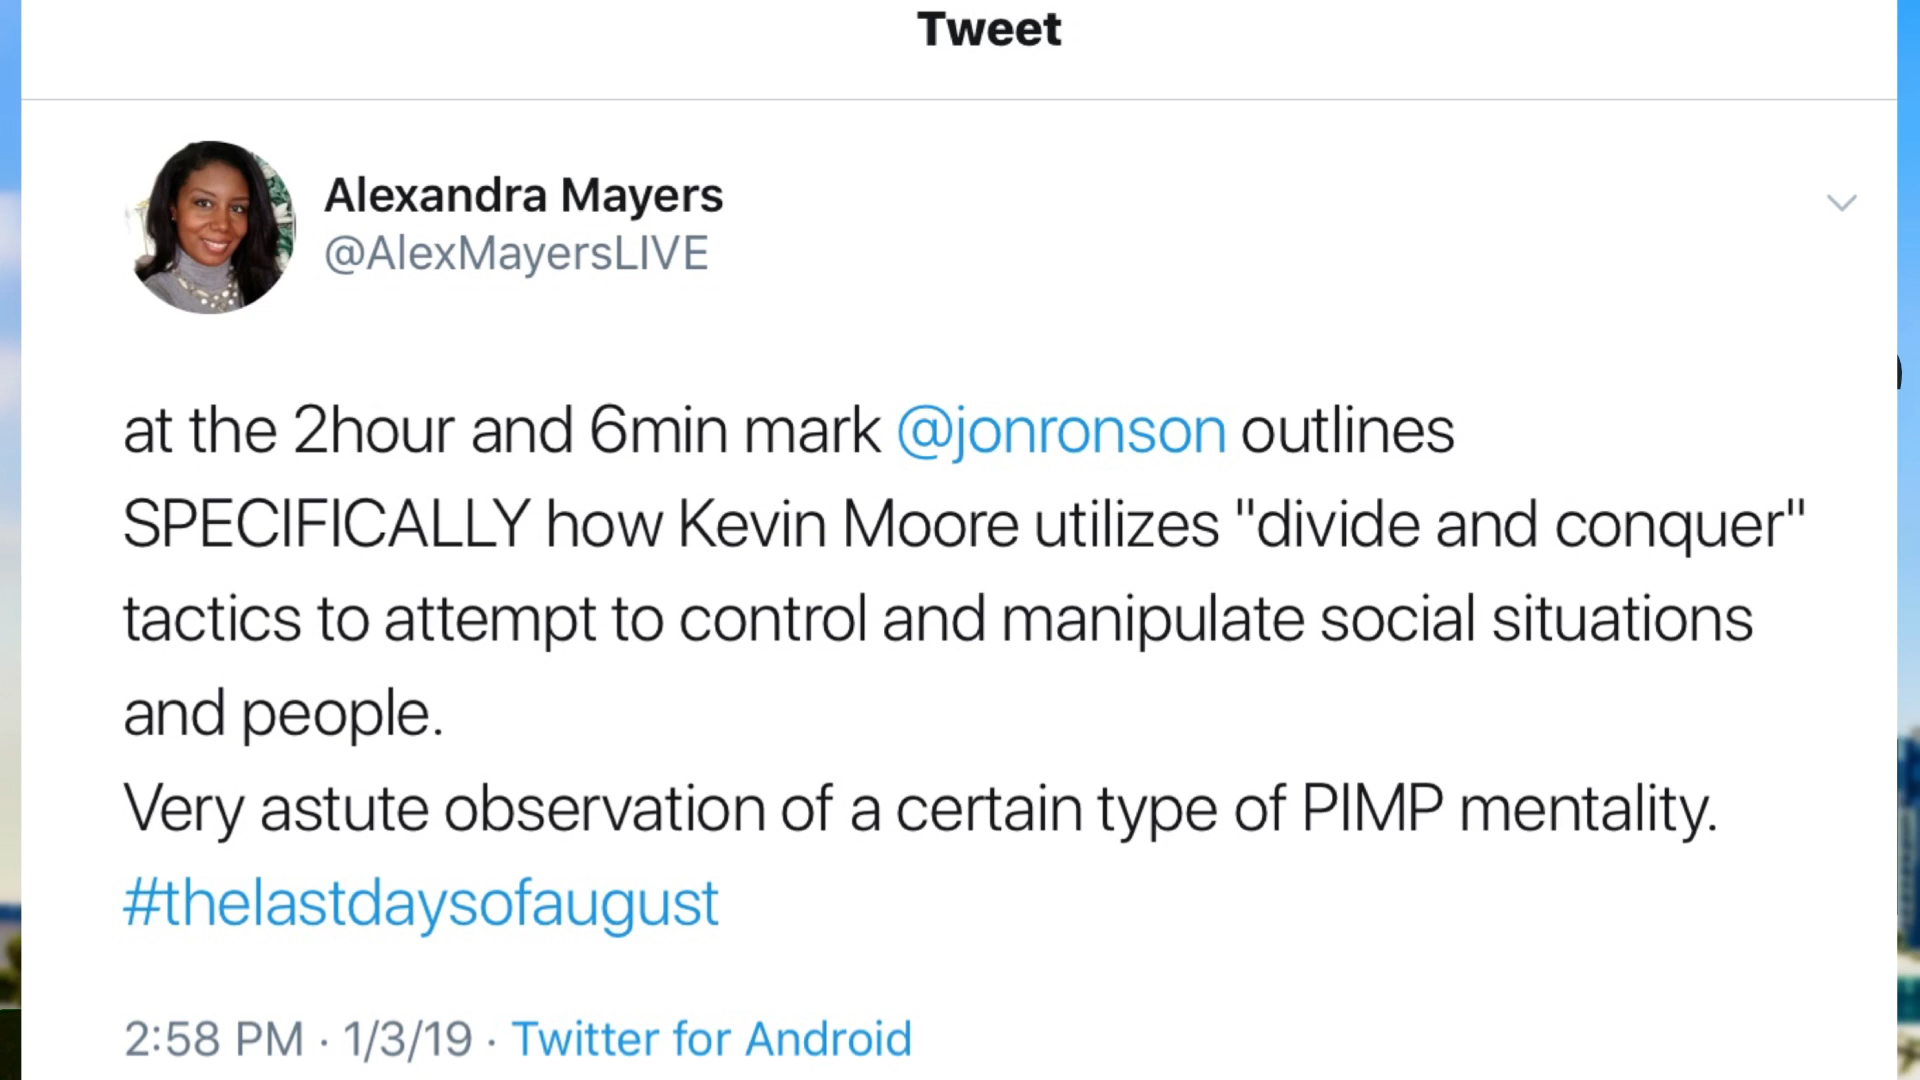 Tweet
Alexandra Mayers
@AlexMayersLIVE
at the 2hour and 6min mark @jonronson outlines
SPECIFICALLY how Kevin Moore utilizes "divide and conquer"
tactics to attempt to control and manipulate social situations
and people.
Very astute observation of a certain type of PIMP mentality.
#thelastdaysofaugust
2:58 PM · 1/3/19 · Twitter for Android